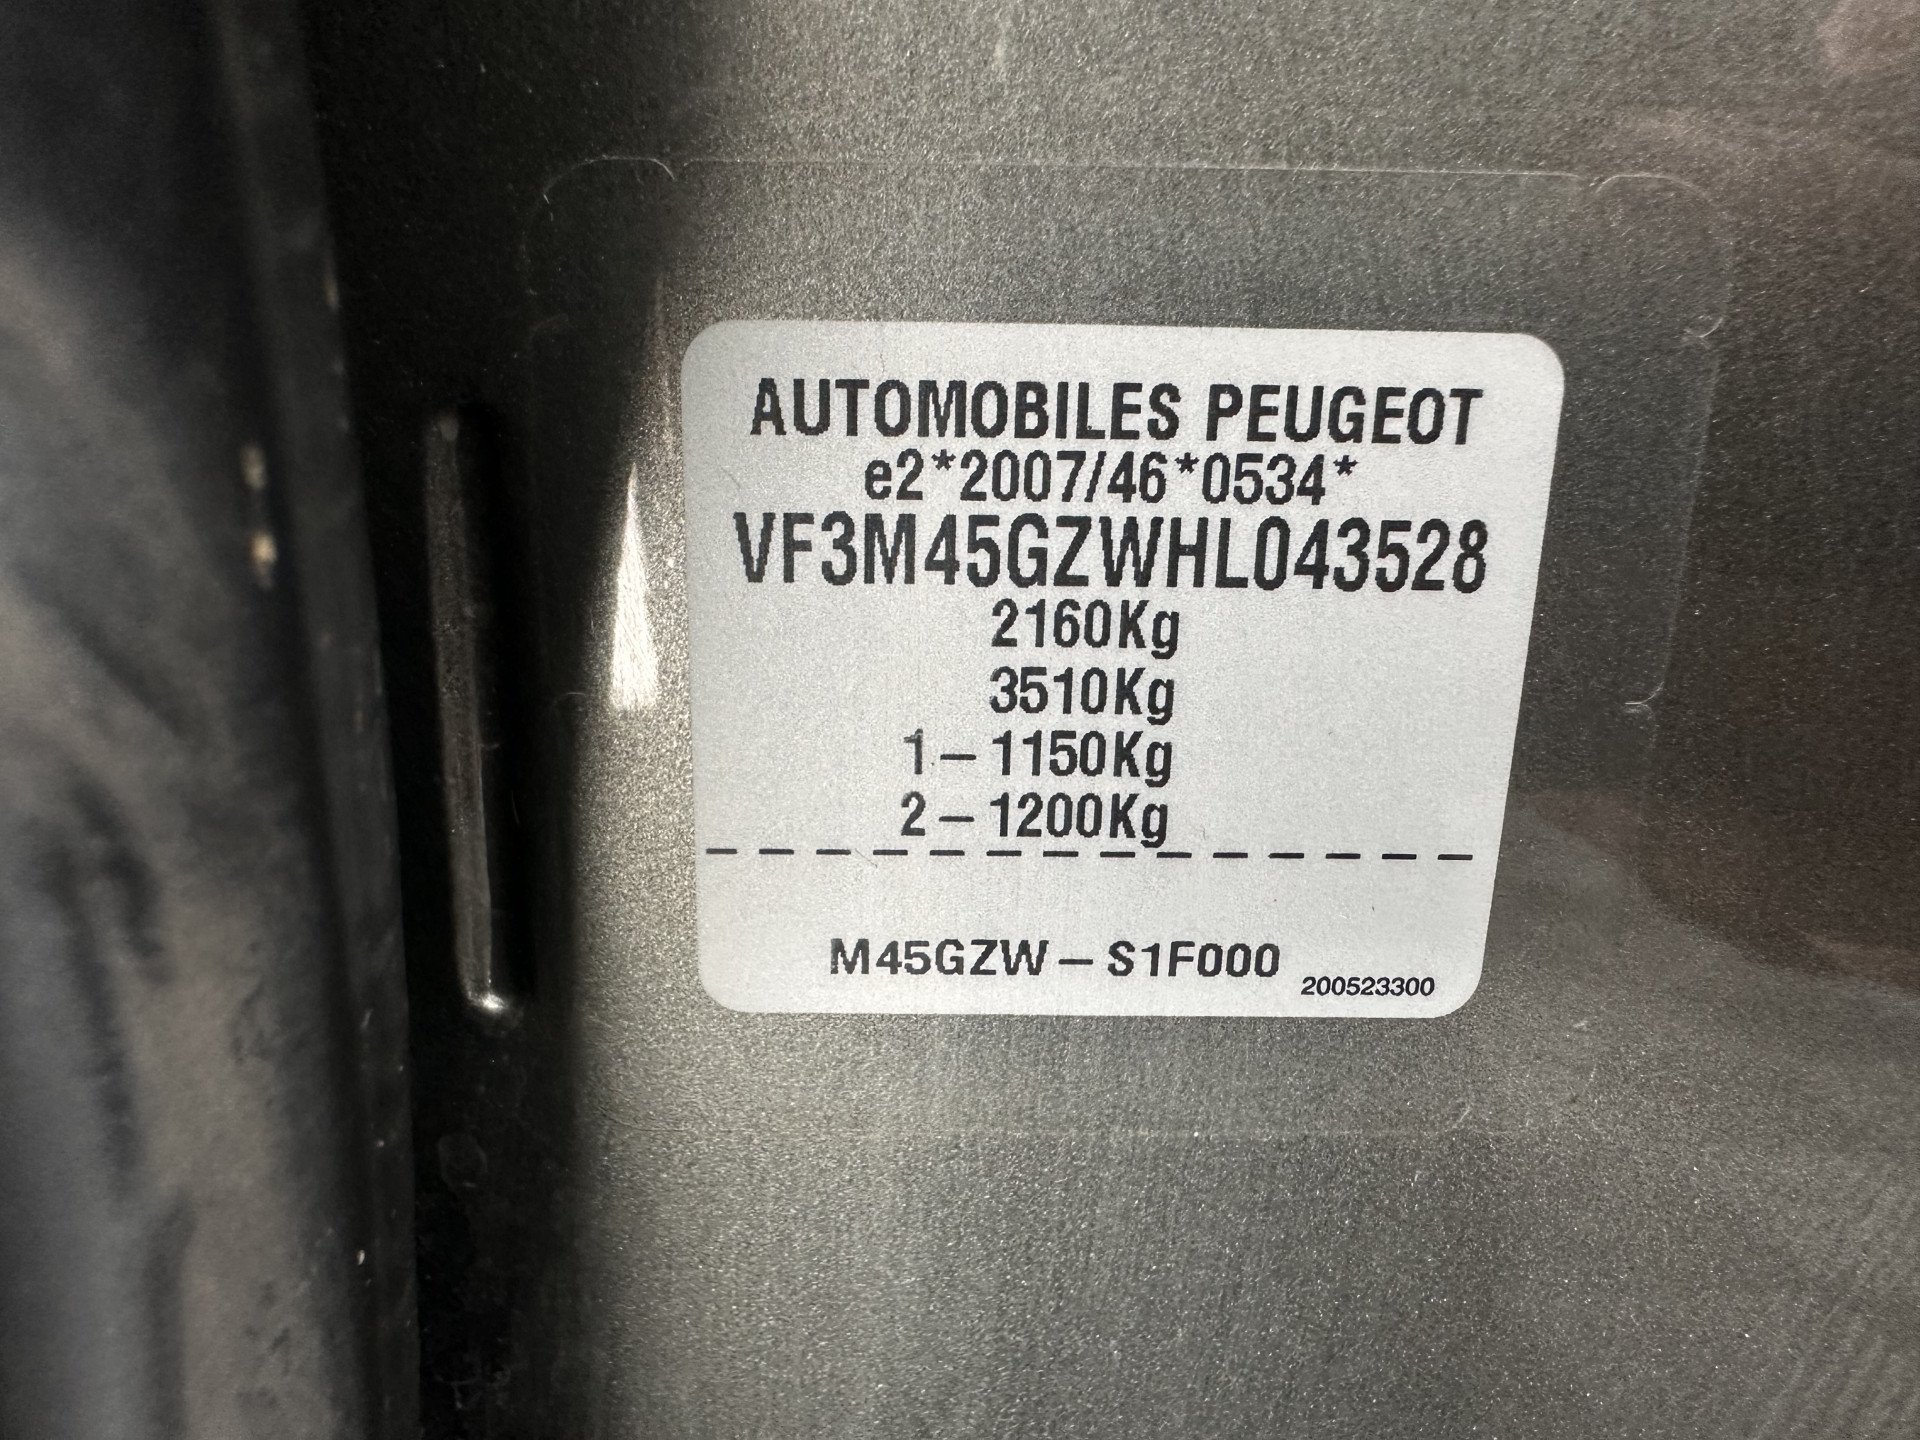 AUTOMOBILES PEUGEOT
e2*2007/46*0534*
VF3M45GZWHL043528
2160Kg
3510Kg
1–1150Kg
2–1200Kg
M45GZW–S1F000 200523300